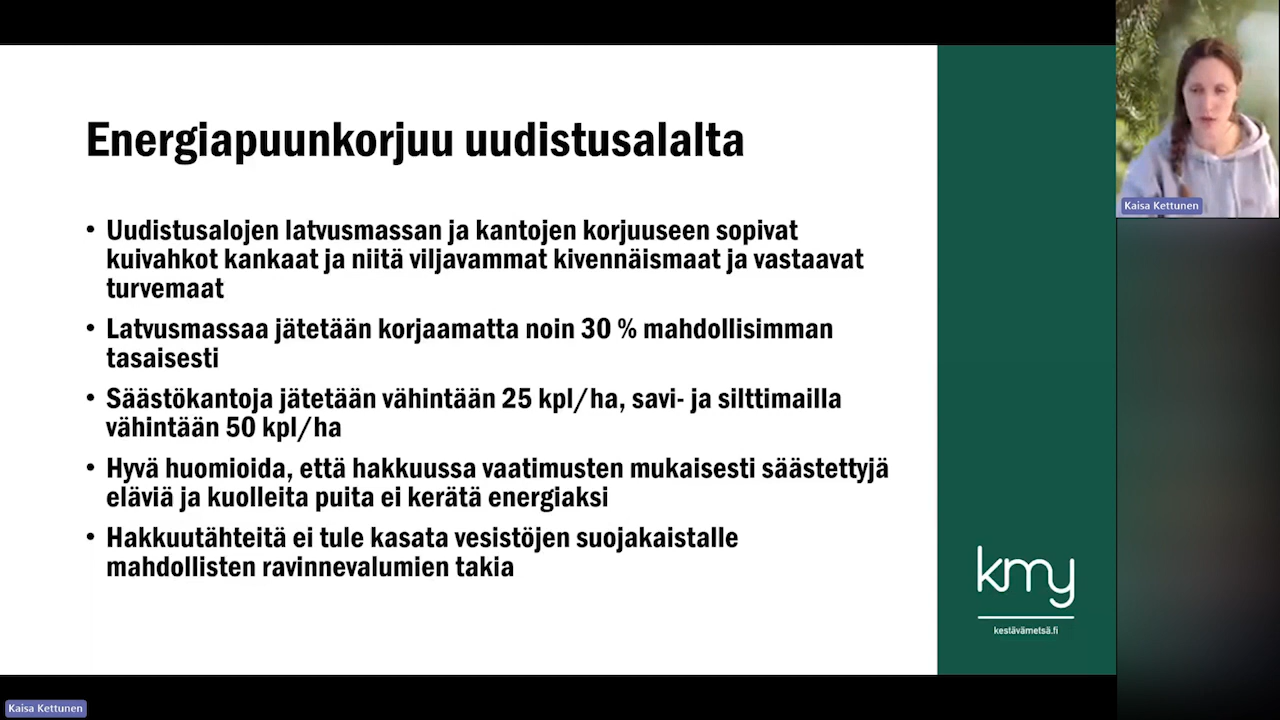 Energiapuunkorjuu uudistusalalta
• Uudistusalojen latvusmassan ja kantojen korjuuseen sopivat
kuivahkot kankaat ja niitä viljavammat kivennäismaat ja vastaavat
turvemaat
• Latvusmassaa jätetään korjaamatta noin 30 % mahdollisimman
tasaisesti
• Säästökantoja jätetään vähintään 25 kpl/ha, savi- ja silttimailla
vähintään 50 kpl/ha
• Hyvä huomioida, että hakkuussa vaatimusten mukaisesti säästettyjä
eläviä ja kuolleita puita ei kerätä energiaksi
• Hakkuutähteitä ei tule kasata vesistöjen suojakaistalle
mahdollisten ravinnevalumien takia
kmy
kestävämetsä.fi
Kaisa Kettunen
Kaisa Kettunen